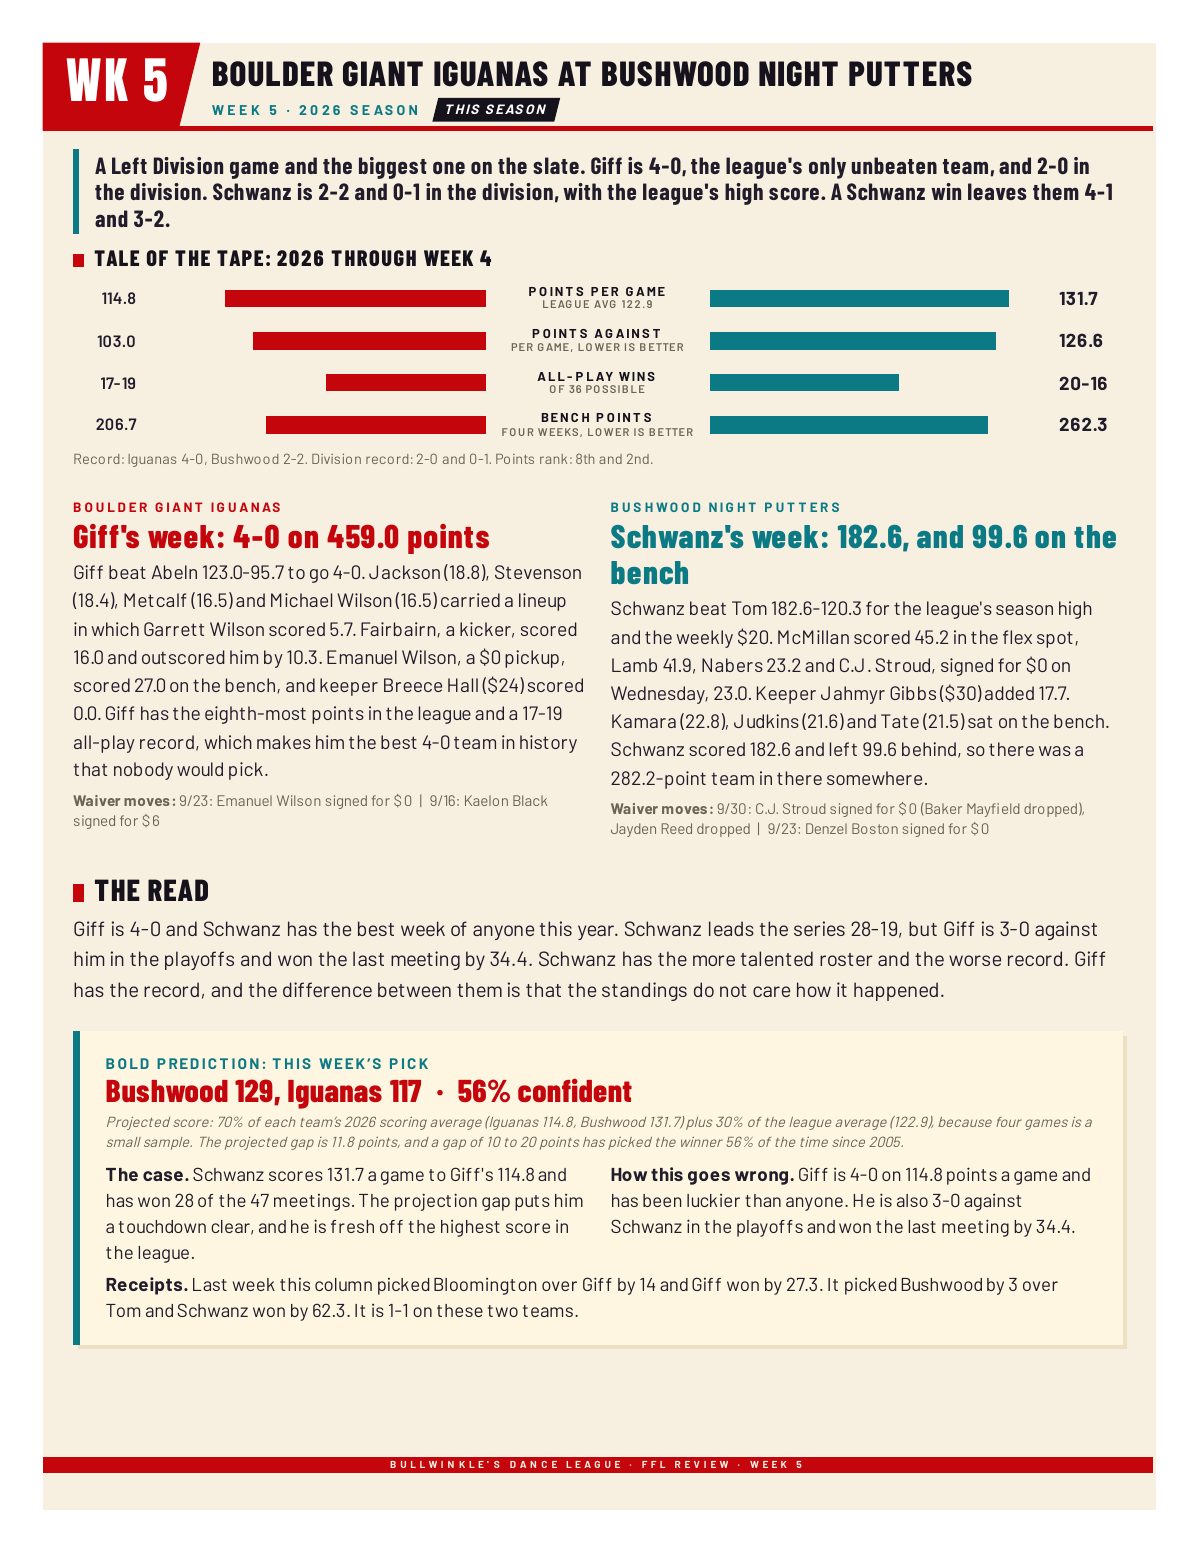 WK 5
BOULDER GIANT IGUANAS AT BUSHWOOD NIGHT PUTTERS
WEEK 5 · 2026 SEASON THIS SEASON
A Left Division game and the biggest one on the slate. Giff is 4-0, the league's only unbeaten team, and 2-0 in
the division. Schwanz is 2-2 and 0-1 in the division, with the league's high score. A Schwanz win leaves them 4-1
and 3-2.
TALE OF THE TAPE: 2026 THROUGH WEEK 4
114.8 POINTS PER GAME 131.7
LEAGUE AVG 122.9
103.0 POINTS AGAINST 126.6
PER GAME, LOWER IS BETTER
17-19 ALL-PLAY WINS 20-16
OF 36 POSSIBLE
206.7 BENCH POINTS 262.3
FOUR WEEKS, LOWER IS BETTER
Record: Iguanas 4-0, Bushwood 2-2. Division record: 2-0 and 0-1. Points rank: 8th and 2nd.
BOULDER GIANT IGUANAS
Giff's week: 4-0 on 459.0 points
Giff beat Abeln 123.0-95.7 to go 4-0. Jackson (18.8), Stevenson
(18.4), Metcalf (16.5) and Michael Wilson (16.5) carried a lineup
in which Garrett Wilson scored 5.7. Fairbairn, a kicker, scored
16.0 and outscored him by 10.3. Emanuel Wilson, a $0 pickup,
scored 27.0 on the bench, and keeper Breece Hall ($24) scored
0.0. Giff has the eighth-most points in the league and a 17-19
all-play record, which makes him the best 4-0 team in history
that nobody would pick.
Waiver moves: 9/23: Emanuel Wilson signed for $0 | 9/16: Kaelon Black
signed for $6
BUSHWOOD NIGHT PUTTERS
Schwanz's week: 182.6, and 99.6 on the
bench
Schwanz beat Tom 182.6-120.3 for the league's season high
and the weekly $20. McMillan scored 45.2 in the flex spot,
Lamb 41.9, Nabers 23.2 and C.J. Stroud, signed for $0 on
Wednesday, 23.0. Keeper Jahmyr Gibbs ($30) added 17.7.
Kamara (22.8), Judkins (21.6) and Tate (21.5) sat on the bench.
Schwanz scored 182.6 and left 99.6 behind, so there was a
282.2-point team in there somewhere.
Waiver moves: 9/30: C.J. Stroud signed for $0 (Baker Mayfield dropped),
Jayden Reed dropped | 9/23: Denzel Boston signed for $0
THE READ
Giff is 4-0 and Schwanz has the best week of anyone this year. Schwanz leads the series 28-19, but Giff is 3-0 against
him in the playoffs and won the last meeting by 34.4. Schwanz has the more talented roster and the worse record. Giff
has the record, and the difference between them is that the standings do not care how it happened.
BOLD PREDICTION: THIS WEEK'S PICK
Bushwood 129, Iguanas 117 · 56% confident
Projected score: 70% of each team's 2026 scoring average (Iguanas 114.8, Bushwood 131.7) plus 30% of the league average (122.9), because four games is a
small sample. The projected gap is 11.8 points, and a gap of 10 to 20 points has picked the winner 56% of the time since 2005.
The case. Schwanz scores 131.7 a game to Giff's 114.8 and
has won 28 of the 47 meetings. The projection gap puts him
a touchdown clear, and he is fresh off the highest score in
the league.
How this goes wrong. Giff is 4-0 on 114.8 points a game and
has been luckier than anyone. He is also 3-0 against
Schwanz in the playoffs and won the last meeting by 34.4.
Receipts. Last week this column picked Bloomington over Giff by 14 and Giff won by 27.3. It picked Bushwood by 3 over
Tom and Schwanz won by 62.3. It is 1-1 on these two teams.
BULLWINKLE'S DANCE LEAGUE · FFL REVIEW · WEEK 5